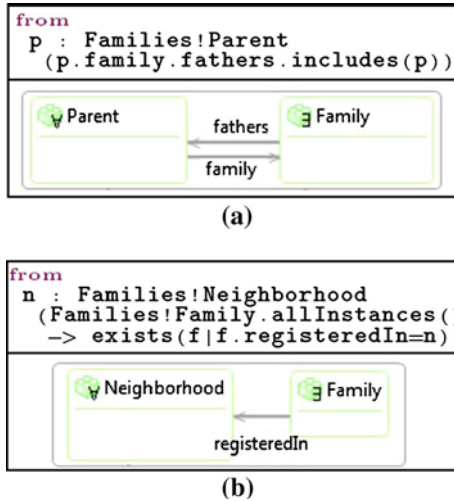 from
p : Families!Parent
(p.family.fathers.includes(p))
∀ Parent
∃ Family
fathers
family
(a)
from
n : Families!Neighborhood
(Families!Family.allInstances()
-> exists(f|f.registeredIn=n)
∀ Neighborhood
∃ Family
registeredIn
(b)